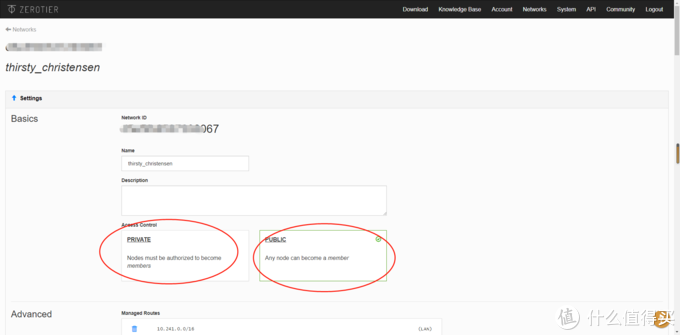 ZEROTIER
Download Knowledge Base Account Networks System API Community Logout
Networks
thirsty_christensen
Settings
Basics
Network ID
067
Name
thirsty_christensen
Description
Access Control
PRIVATE
Nodes must be authorized to become
members
PUBLIC
Any node can become a member
Advanced
Managed Routes
10.241.0.0/16 (LAN)
值 什么值得买